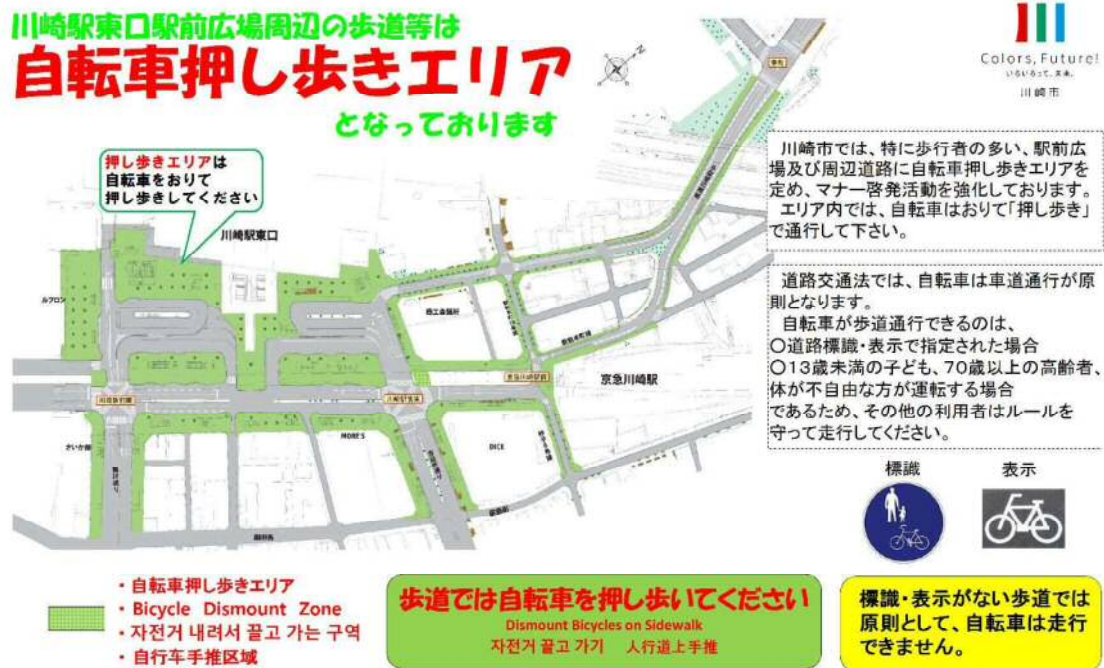 川崎駅東口駅前広場周辺の歩道等は
自転車押し歩きエリア
となっております
押し歩きエリアは
自転車をおりて
押し歩きしてください
川崎駅東口
ルフロン
商工会議所
京急川崎駅
さいか屋
MORE'S
DICE
Colors, Future!
いろいろって、未来。
川崎市
川崎市では、特に歩行者の多い、駅前広
場及び周辺道路に自転車押し歩きエリアを
定め、マナー啓発活動を強化しております。
エリア内では、自転車はおりて「押し歩き」
で通行して下さい。
道路交通法では、自転車は車道通行が原
則となります。
自転車が歩道通行できるのは、
○道路標識・表示で指定された場合
○13歳未満の子ども、70歳以上の高齢者、
体が不自由な方が運転する場合
であるため、その他の利用者はルールを
守って走行してください。
標識 表示
・自転車押し歩きエリア
・Bicycle Dismount Zone
・자전거 내려서 끌고 가는 구역
・自行车手推区域
歩道では自転車を押し歩いてください
Dismount Bicycles on Sidewalk
자전거 끌고 가기 人行道上手推
標識・表示がない歩道では
原則として、自転車は走行
できません。